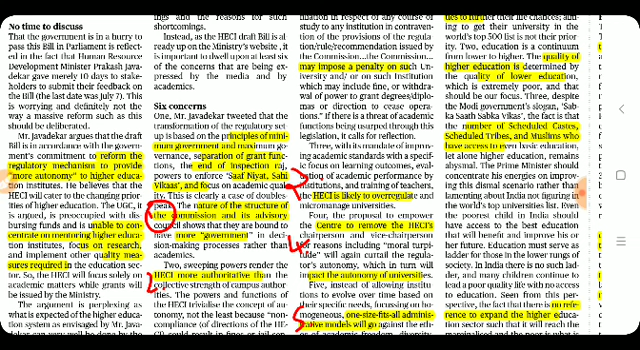 No time to discuss
That the government is in a hurry to
pass this Bill in Parliament is reflect-
ed in the fact that Human Resource
Development Minister Prakash Java-
dekar gave merely 10 days to stake-
holders to submit their feedback on
the Bill (the last date was July 7). This
is worrying and definitely not the
way a massive reform such as this
should be deliberated.
Mr. Javadekar argues that the draft
Bill is in accordance with the govern-
ment's commitment to reform the
regulatory mechanism to provide
"more autonomy" to higher educa-
tion institutes. He believes that the
HECI will cater to the changing prior-
ities of higher education. The UGC, it
is argued, is preoccupied with dis-
bursing funds and is unable to con-
centrate on mentoring higher educa-
tion institutes, focus on research,
and implement other quality mea-
sures required in the education sec-
tor. So, the HECI will focus solely on
academic matters while grants will
be issued by the Ministry.
The argument is perplexing as
what is expected of the higher educa-
tion system as envisaged by Mr. Java-
ings and the reasons for such
shortcomings.
Instead, as the HECI draft Bill is al-
ready up on the Ministry's website, it
is important to dwell upon at least six
of the concerns that are being ex-
pressed by the media and by
academics.
Six concerns
One, Mr. Javadekar tweeted that the
transformation of the regulatory set
up is based on the principles of mini-
mum government and maximum go-
vernance, separation of grant func-
tions, the end of inspection raj,
powers to enforce 'Saaf Niyat, Sahi
Vikaas', and focus on academic qual-
ity. This is clearly a case of doubles-
The nature of the structure of
the commission and its advisory
council shows that they are bound to
have more "government" in deci-
sion-making processes rather than
academics.
Two, sweeping powers render the
HECI more authoritative than the
collective strength of campus author-
ities. The powers and functions of
the HECI trivialise the concept of au-
tonomy, not the least because "non-
compliance (of directions of the HE-
CI) could result in fines or jail
study to any institution in contraven-
tion of the provisions of the regula-
tion/rule/recommendation issued by
the Commission...the Commission...
may impose a penalty on such Un-
iversity and/ or on such Institution
which may include fine, or withdra-
wal of power to grant degrees/diplo-
mas or direction to cease opera-
tions." If there is a threat of academic
functions being usurped through this
legislation, it calls for reflection.
Three, with its mandate of improv-
ing academic standards with a specif-
ic focus on learning outcomes, eval-
uation of academic performance by
institutions, and training of teachers,
the HECI is likely to overregulate and
micromanage universities.
Four, the proposal to empower
the Centre to remove the HECI's
chairperson and vice-chairperson
for reasons including "moral turpi-
tude" will again curtail the regula-
tor's autonomy, which in turn will
impact the autonomy of universities.
Five, instead of allowing institu-
tions to evolve over time based on
their specific needs, focussing on ho-
mogeneous, one-size-fits-all adminis-
trative models will go against the eth-
os of academic freedom, diversity,
ties to further their life chances; also
ing to get their university in the
world's top 500 list is not their prior-
ity. Two, education is a continuum
from lower to higher. The quality of
higher education is determined by
the quality of lower education,
which is extremely poor, and that
should be our focus. Three, despite
the Modi government's slogan, 'Sab-
ka Saath Sabka Vikas', the fact is that
the number of Scheduled Castes,
Scheduled Tribes, and Muslims who
have access to even basic education,
let alone higher education, remains
abysmal. The Prime Minister should
concentrate his energies on improv-
ing this dismal scenario rather than
lamenting about India not figuring in
the list of world universities. Even
the poorest child in India should
have access to the best education
that will benefit and improve his or
her future. Education must serve as a
ladder for those in the lower rungs of
society. In India there is no such lad-
der, and many children continue to
lead a poor quality life with no access
to education. Seen from this per-
spective, the fact that there is no ref-
erence to expand the higher educa-
tion sector such that it will reach the